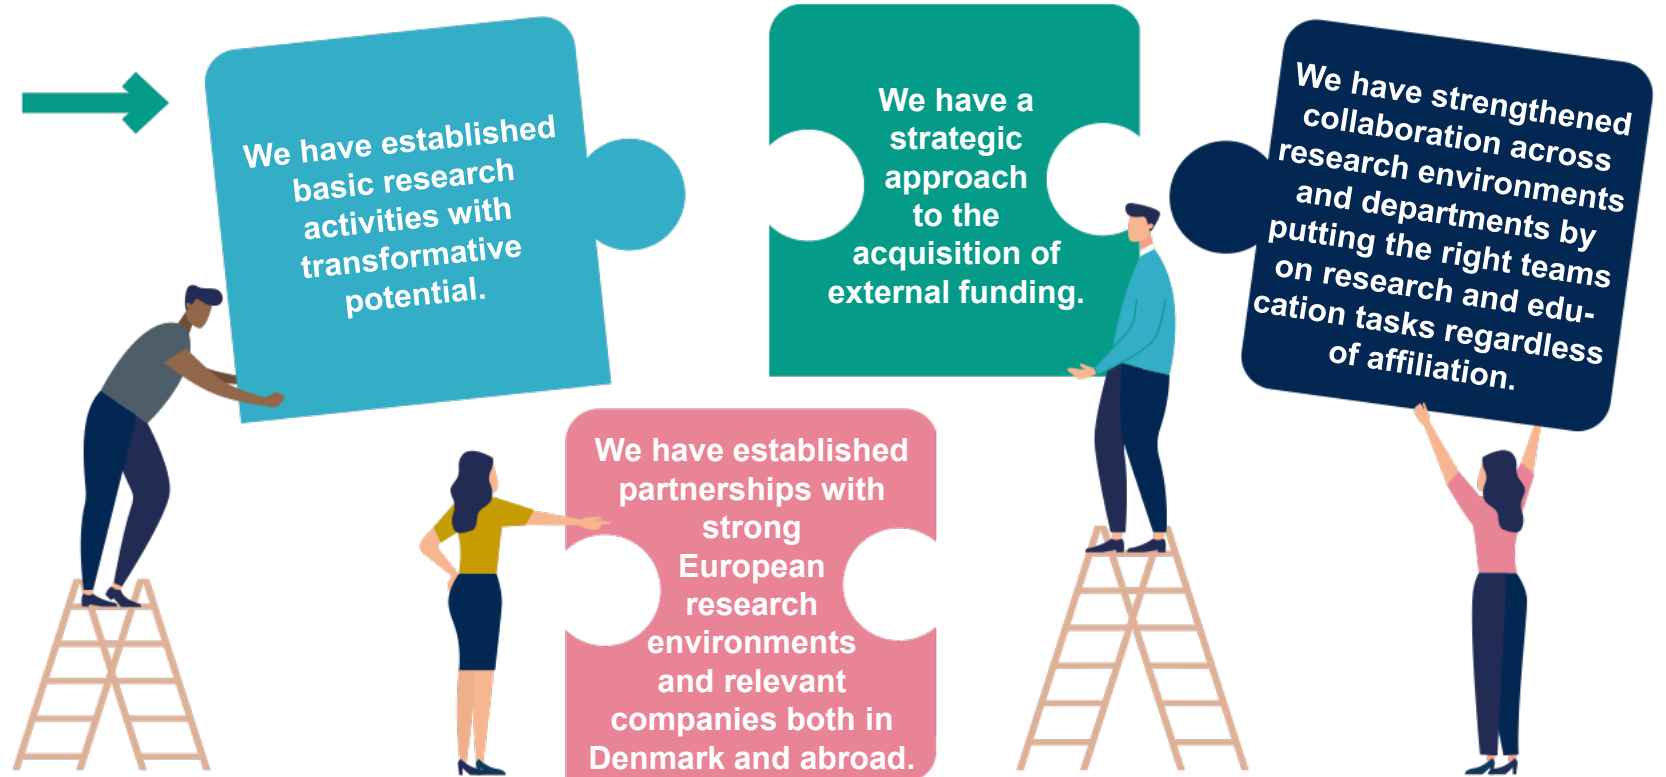 We have established
basic research
activities with
transformative
potential.
We have a
strategic
approach
to the
acquisition of
external funding.
We have strengthened
collaboration across
research environments
and departments by
putting the right teams
on research and edu-
cation tasks regardless
of affiliation.
We have established
partnerships with
strong
European
research
environments
and relevant
companies both in
Denmark and abroad.